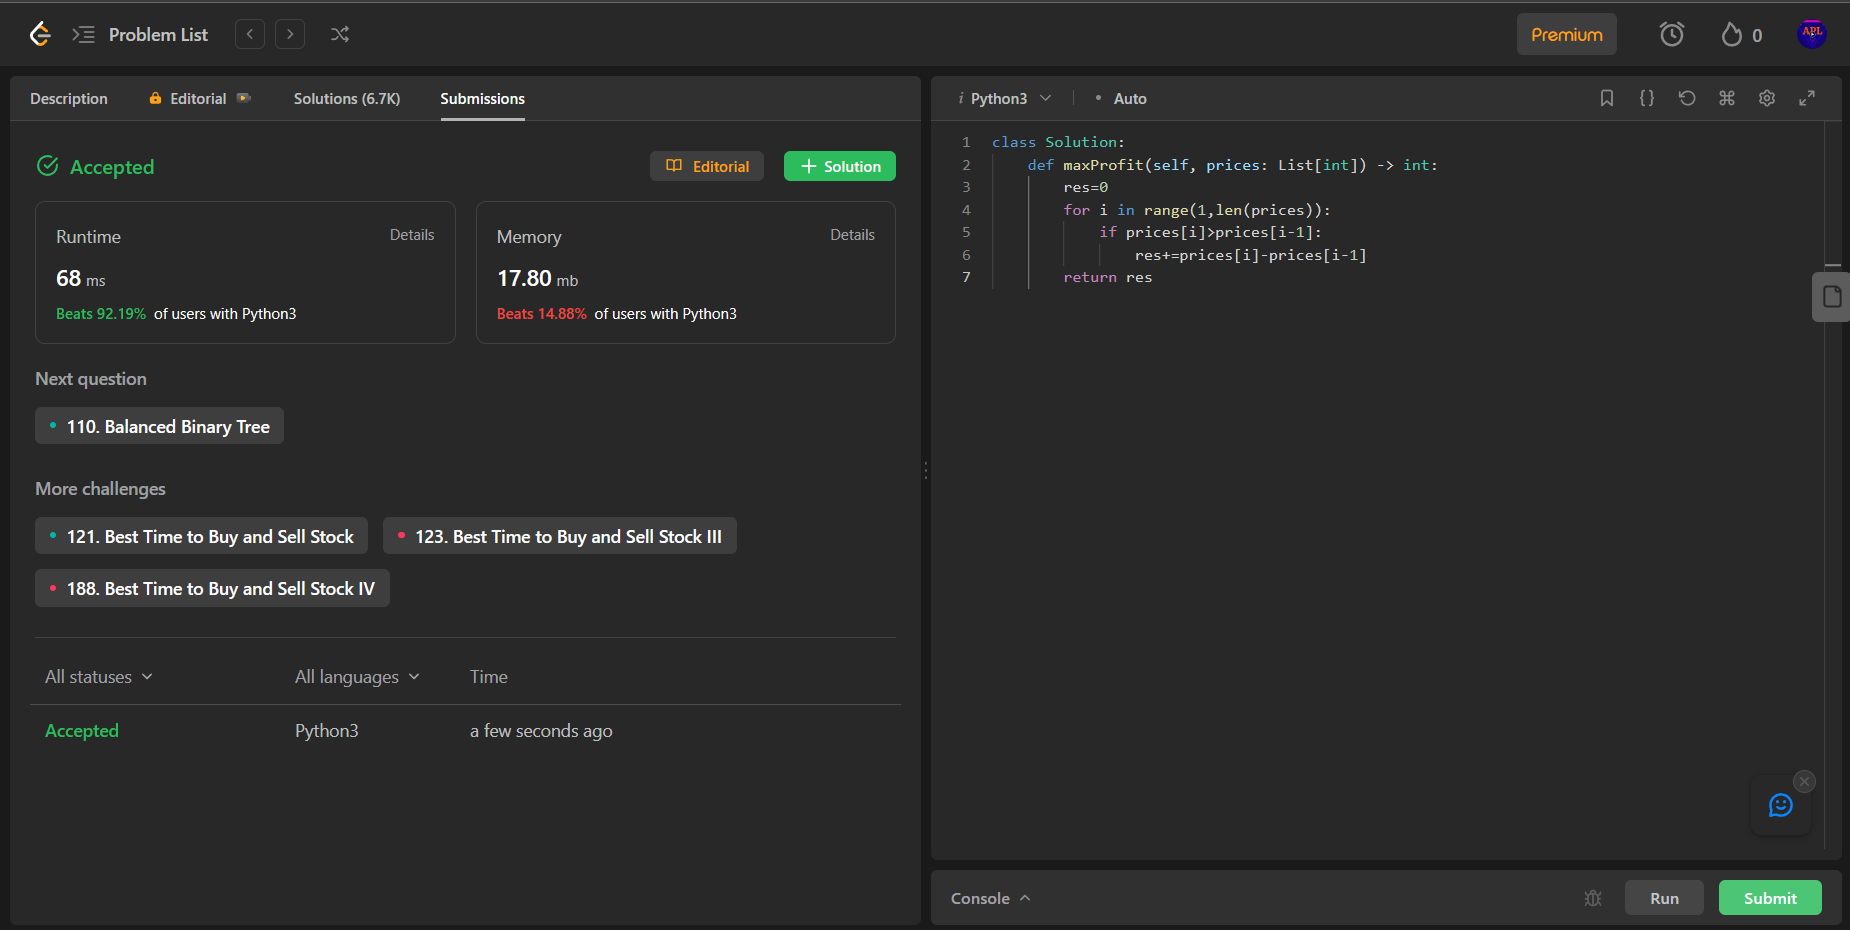 Problem List
Premium
0
Description Editorial Solutions (6.7K) Submissions
Accepted
Editorial
Solution
Runtime Details
68 ms
Beats 92.19% of users with Python3
Memory Details
17.80 mb
Beats 14.88% of users with Python3
Next question
110. Balanced Binary Tree
More challenges
121. Best Time to Buy and Sell Stock
123. Best Time to Buy and Sell Stock III
188. Best Time to Buy and Sell Stock IV
All statuses All languages Time
Accepted Python3 a few seconds ago
i Python3 • Auto
1 class Solution:
2     def maxProfit(self, prices: List[int]) -> int:
3         res=0
4         for i in range(1,len(prices)):
5             if prices[i]>prices[i-1]:
6                 res+=prices[i]-prices[i-1]
7         return res
Console
Run
Submit